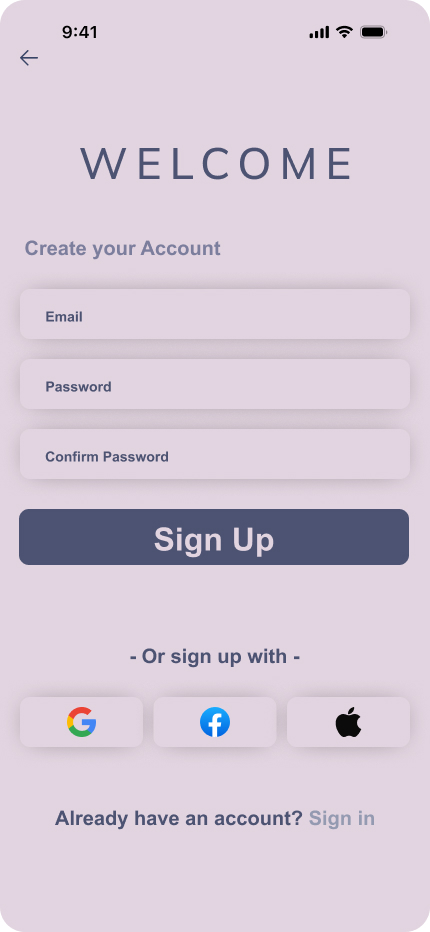 9:41
WELCOME
Create your Account
Email
Password
Confirm Password
Sign Up
- Or sign up with -
Already have an account? Sign in